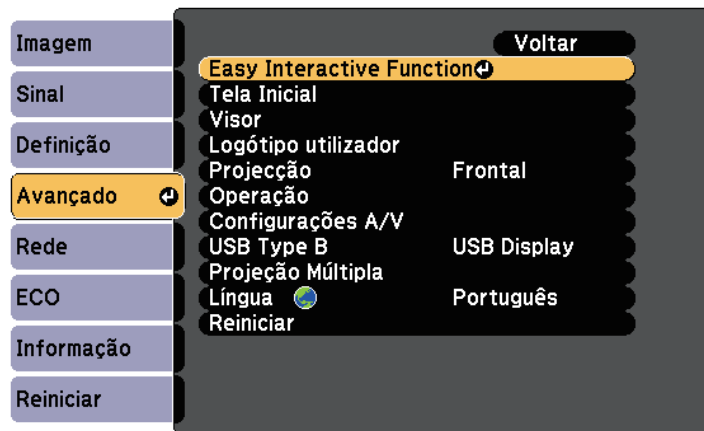 Imagem
Sinal
Definição
Avançado
Rede
ECO
Informação
Reiniciar
Voltar
Easy Interactive Function
Tela Inicial
Visor
Logótipo utilizador
Projecção Frontal
Operação
Configurações A/V
USB Type B USB Display
Projeção Múltipla
Língua Português
Reiniciar